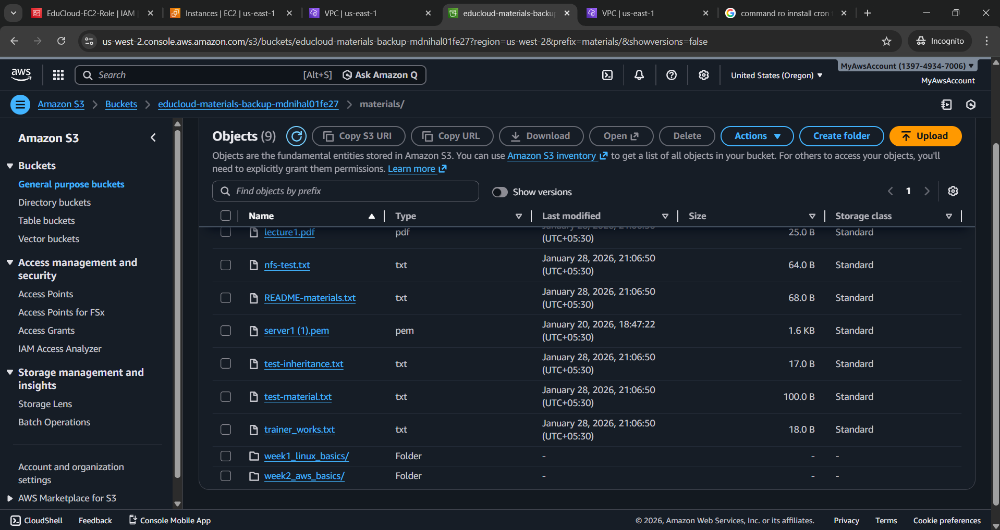 EduCloud-EC2-Role | IAM
Instances | EC2 | us-east-1
VPC | us-east-1
educloud-materials-backu
VPC | us-east-1
command ro innstall cron
us-west-2.console.aws.amazon.com/s3/buckets/educloud-materials-backup-mdnihal01fe27?region=us-west-2&prefix=materials/&showversions=false
Incognito
aws
Search
[Alt+S]
Ask Amazon Q
United States (Oregon)
MyAwsAccount (1397-4934-7006)
MyAwsAccount
Amazon S3
Buckets
educloud-materials-backup-mdnihal01fe27
materials/
Amazon S3
Buckets
General purpose buckets
Directory buckets
Table buckets
Vector buckets
Access management and
security
Access Points
Access Points for FSx
Access Grants
IAM Access Analyzer
Storage management and
insights
Storage Lens
Batch Operations
Account and organization
settings
AWS Marketplace for S3
Objects (9)
Copy S3 URI
Copy URL
Download
Open
Delete
Actions
Create folder
Upload
Objects are the fundamental entities stored in Amazon S3. You can use Amazon S3 inventory to get a list of all objects in your bucket. For others to access your objects, you'll
need to explicitly grant them permissions. Learn more
Find objects by prefix
Show versions
1
Name Type Last modified Size Storage class
lecture1.pdf pdf (UTC+05:30) 25.0 B Standard
nfs-test.txt txt January 28, 2026, 21:06:50 (UTC+05:30) 64.0 B Standard
README-materials.txt txt January 28, 2026, 21:06:50 (UTC+05:30) 68.0 B Standard
server1 (1).pem pem January 20, 2026, 18:47:22 (UTC+05:30) 1.6 KB Standard
test-inheritance.txt txt January 28, 2026, 21:06:50 (UTC+05:30) 17.0 B Standard
test-material.txt txt January 28, 2026, 21:06:50 (UTC+05:30) 100.0 B Standard
trainer_works.txt txt January 28, 2026, 21:06:50 (UTC+05:30) 18.0 B Standard
week1_linux_basics/ Folder - - -
week2_aws_basics/ Folder - - -
CloudShell
Feedback
Console Mobile App
© 2026, Amazon Web Services, Inc. or its affiliates.
Privacy
Terms
Cookie preferences